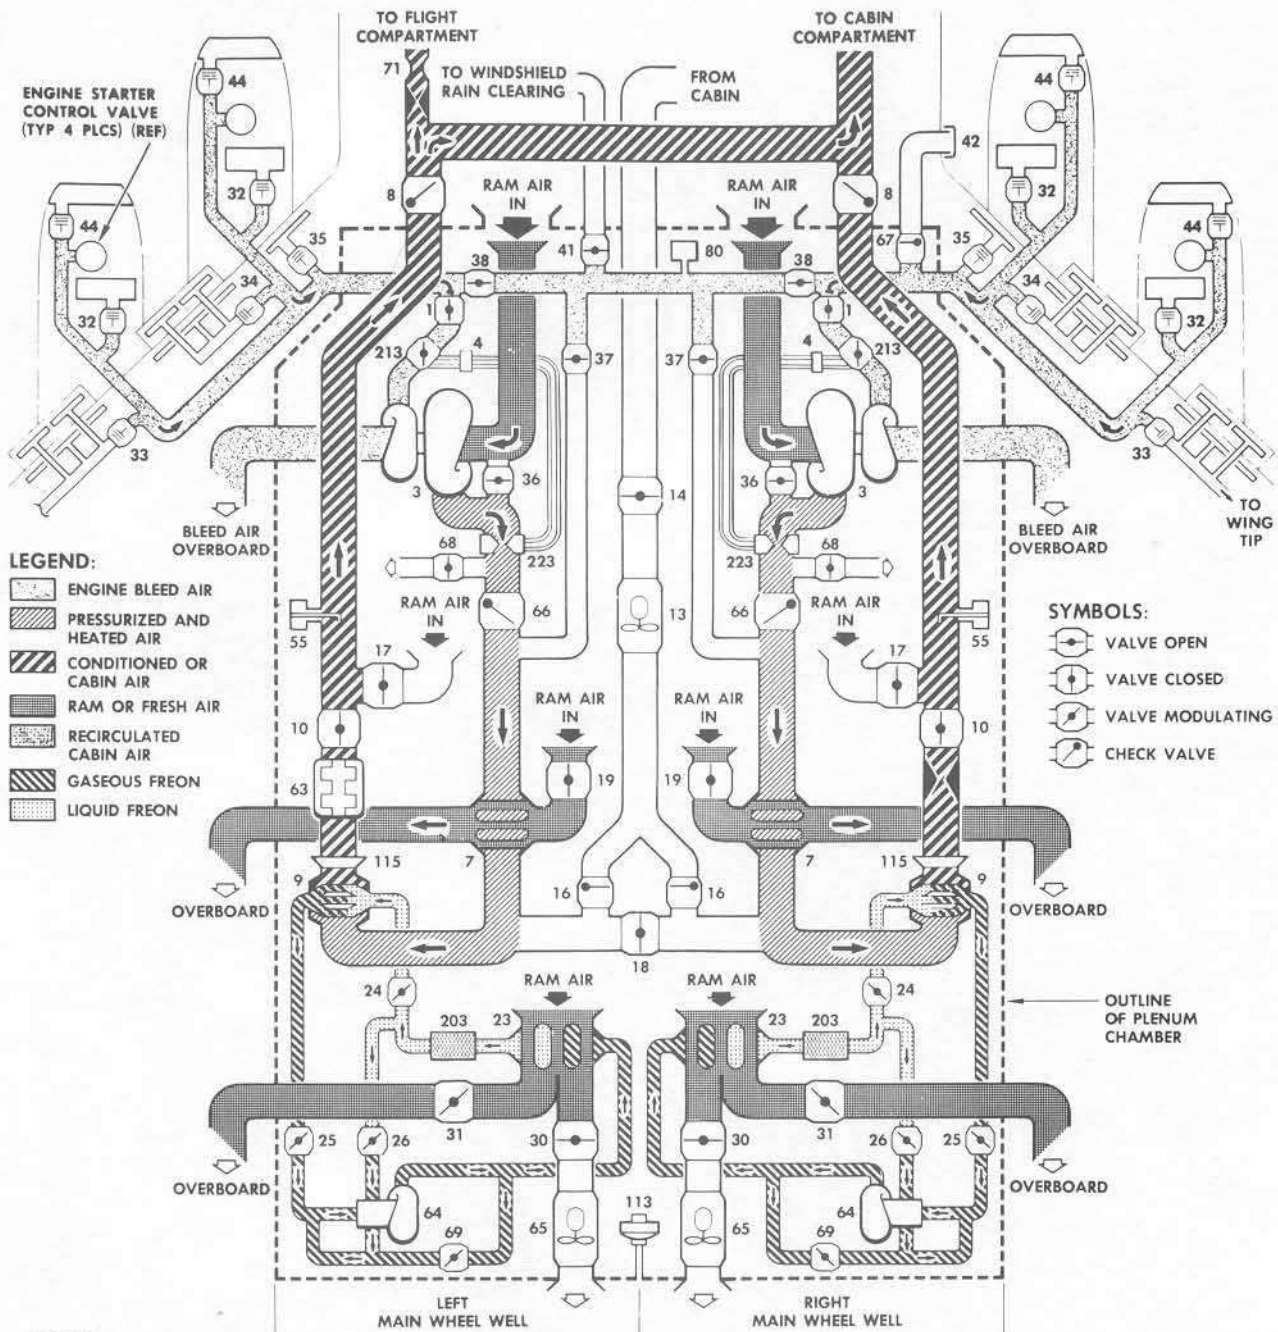 TO FLIGHT
COMPARTMENT
TO CABIN
COMPARTMENT
71
TO WINDSHIELD
RAIN CLEARING
FROM
CABIN
44
44
ENGINE STARTER
CONTROL VALVE
(TYP 4 PLCS) (REF)
42
32
8
RAM AIR
IN
RAM AIR
IN
8
32
44
35
41
80
67
35
44
38
38
34
34
32
1
1
32
213
4
37
37
4
213
33
33
3
36
14
36
3
BLEED AIR
OVERBOARD
BLEED AIR
OVERBOARD
TO
WING
TIP
68
223
223
68
LEGEND:
ENGINE BLEED AIR
PRESSURIZED AND
HEATED AIR
CONDITIONED OR
CABIN AIR
RAM OR FRESH AIR
RECIRCULATED
CABIN AIR
GASEOUS FREON
LIQUID FREON
RAM AIR
IN
66
13
66
RAM AIR
IN
55
55
SYMBOLS:
VALVE OPEN
VALVE CLOSED
VALVE MODULATING
CHECK VALVE
17
17
10
RAM AIR
IN
RAM AIR
IN
10
63
19
19
7
7
115
115
9
16
16
9
OVERBOARD
OVERBOARD
18
RAM AIR
RAM AIR
24
24
203
23
23
203
OUTLINE
OF PLENUM
CHAMBER
31
31
25
26
30
30
26
25
OVERBOARD
OVERBOARD
64
113
64
69
65
65
69
LEFT
MAIN WHEEL WELL
RIGHT
MAIN WHEEL WELL